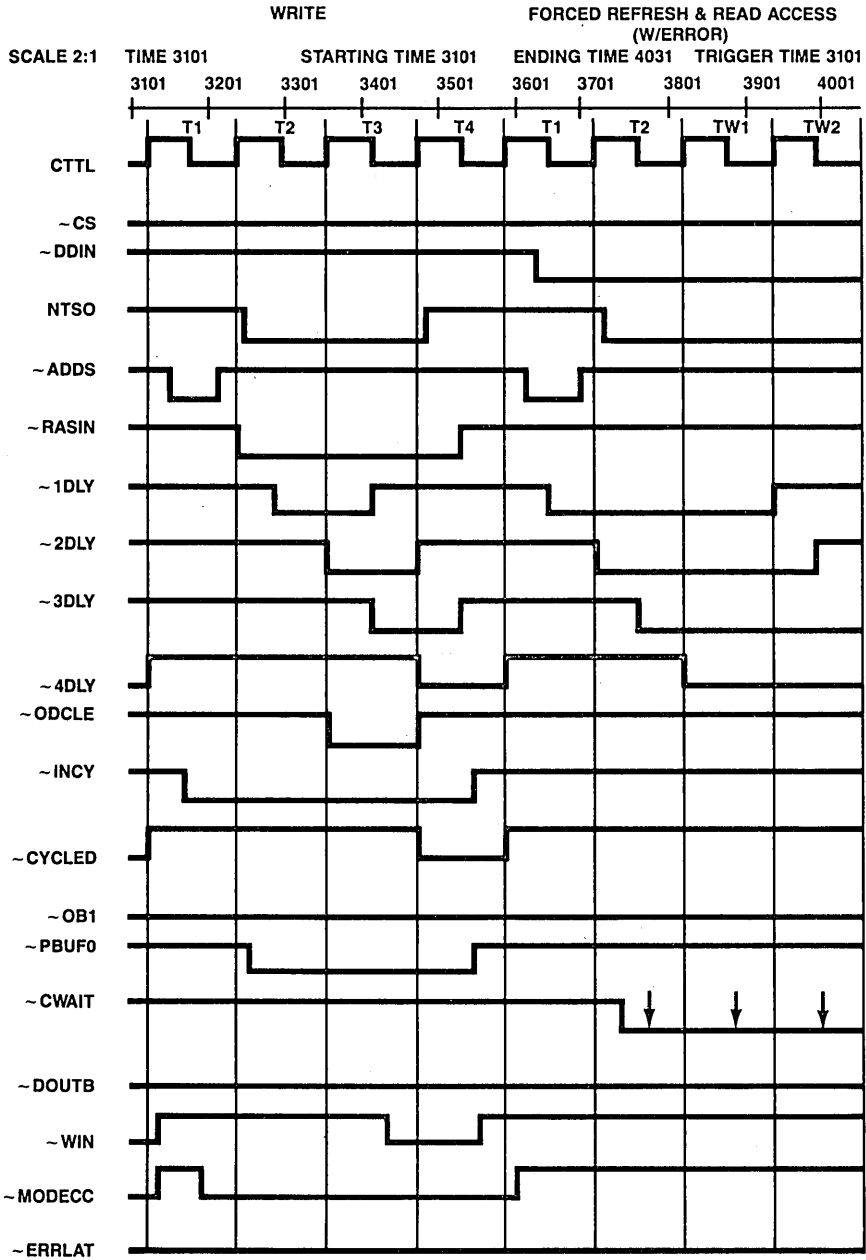 WRITE FORCED REFRESH & READ ACCESS
(W/ERROR)
SCALE 2:1 TIME 3101 STARTING TIME 3101 ENDING TIME 4031 TRIGGER TIME 3101
3101 3201 3301 3401 3501 3601 3701 3801 3901 4001
T1 T2 T3 T4 T1 T2 TW1 TW2
CTTL
~CS
~DDIN
NTSO
~ADDS
~RASIN
~1DLY
~2DLY
~3DLY
~4DLY
~ODCLE
~INCY
~CYCLED
~OB1
~PBUF0
~CWAIT
~DOUTB
~WIN
~MODECC
~ERRLAT